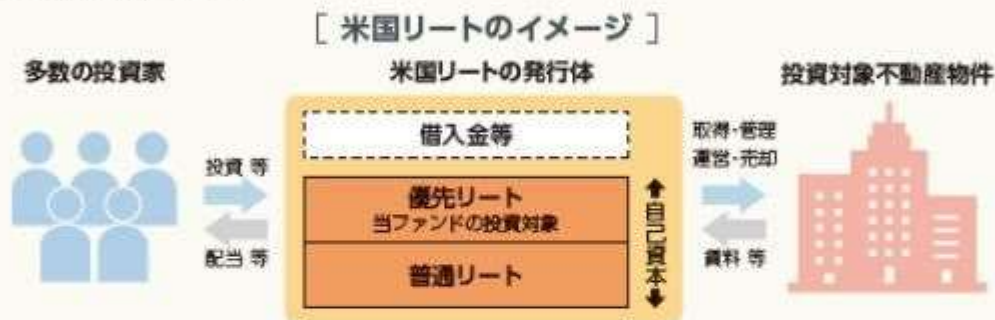 [ 米国リートのイメージ ]
多数の投資家
米国リートの発行体
投資対象不動産物件
借入金等
優先リート
当ファンドの投資対象
普通リート
自己資本
投資 等
配当 等
取得・管理
運営・売却
賃料 等